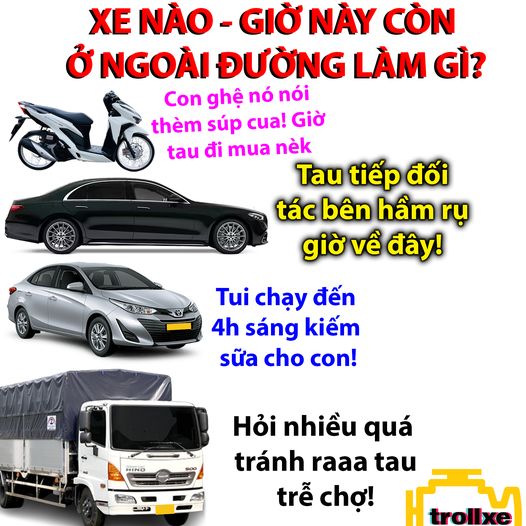 XE NÀO - GIỜ NÀY CÒN
Ở NGOÀI ĐƯỜNG LÀM GÌ?
Con ghệ nó nói
thèm súp cua! Giờ
tau đi mua nèk
Tau tiếp đối
tác bên hầm rụ
giờ về đây!
Tui chạy đến
4h sáng kiếm
sữa cho con!
HINO
500
Hỏi nhiều quá
tránh raaa tau
trễ chợ!
trollxe